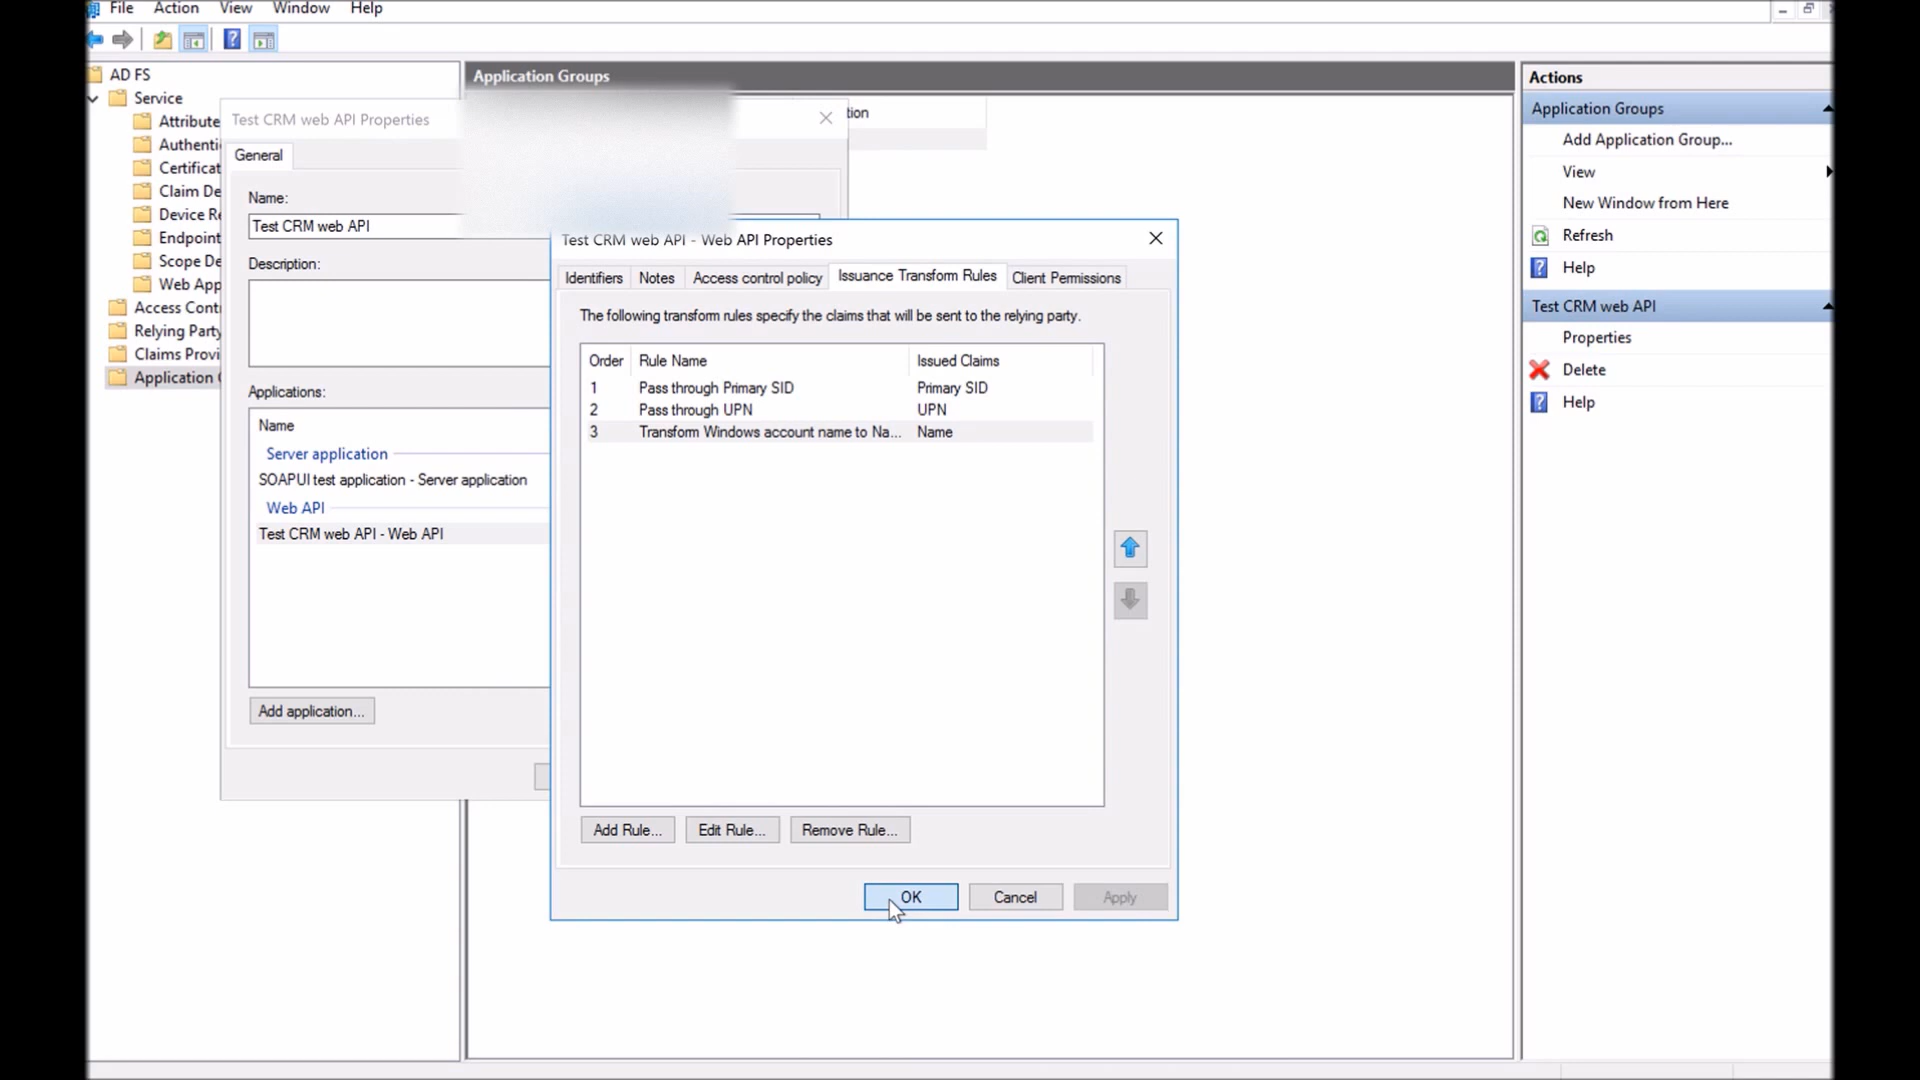 File Action View Window Help
AD FS
Service
Attribute
Authenti
Certificat
Claim De
Device Re
Endpoint
Scope De
Web App
Access Contr
Relying Party
Claims Provi
Application G
Application Groups
tion
Test CRM web API Properties
General
Name:
Test CRM web API
Description:
Applications:
Name
Server application
SOAPUI test application - Server application
Web API
Test CRM web API - Web API
Add application...
Test CRM web API - Web API Properties
Identifiers Notes Access control policy Issuance Transform Rules Client Permissions
The following transform rules specify the claims that will be sent to the relying party.
Order Rule Name Issued Claims
1 Pass through Primary SID Primary SID
2 Pass through UPN UPN
3 Transform Windows account name to Na... Name
Add Rule... Edit Rule... Remove Rule...
OK Cancel Apply
Actions
Application Groups
Add Application Group...
View
New Window from Here
Refresh
Help
Test CRM web API
Properties
Delete
Help